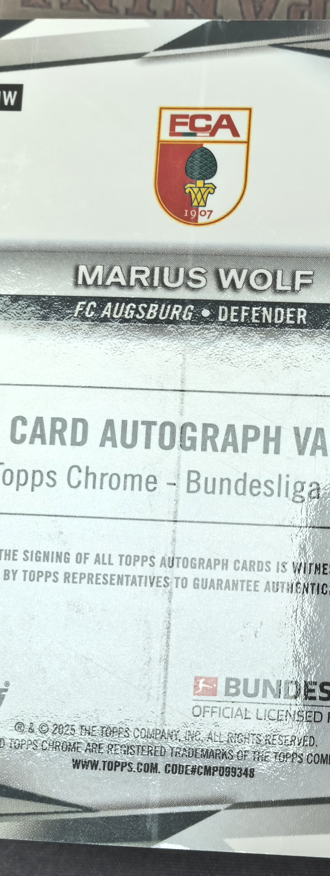 W
FCA
1907
MARIUS WOLF
FC AUGSBURG • DEFENDER
CARD AUTOGRAPH VA
Topps Chrome - Bundesliga
THE SIGNING OF ALL TOPPS AUTOGRAPH CARDS IS WITNES
BY TOPPS REPRESENTATIVES TO GUARANTEE AUTHENTICI
BUNDES
OFFICIAL LICENSED
® & © 2025 THE TOPPS COMPANY, INC. ALL RIGHTS RESERVED.
D TOPPS CHROME ARE REGISTERED TRADEMARKS OF THE TOPPS COM
WWW.TOPPS.COM. CODE#CMP099348